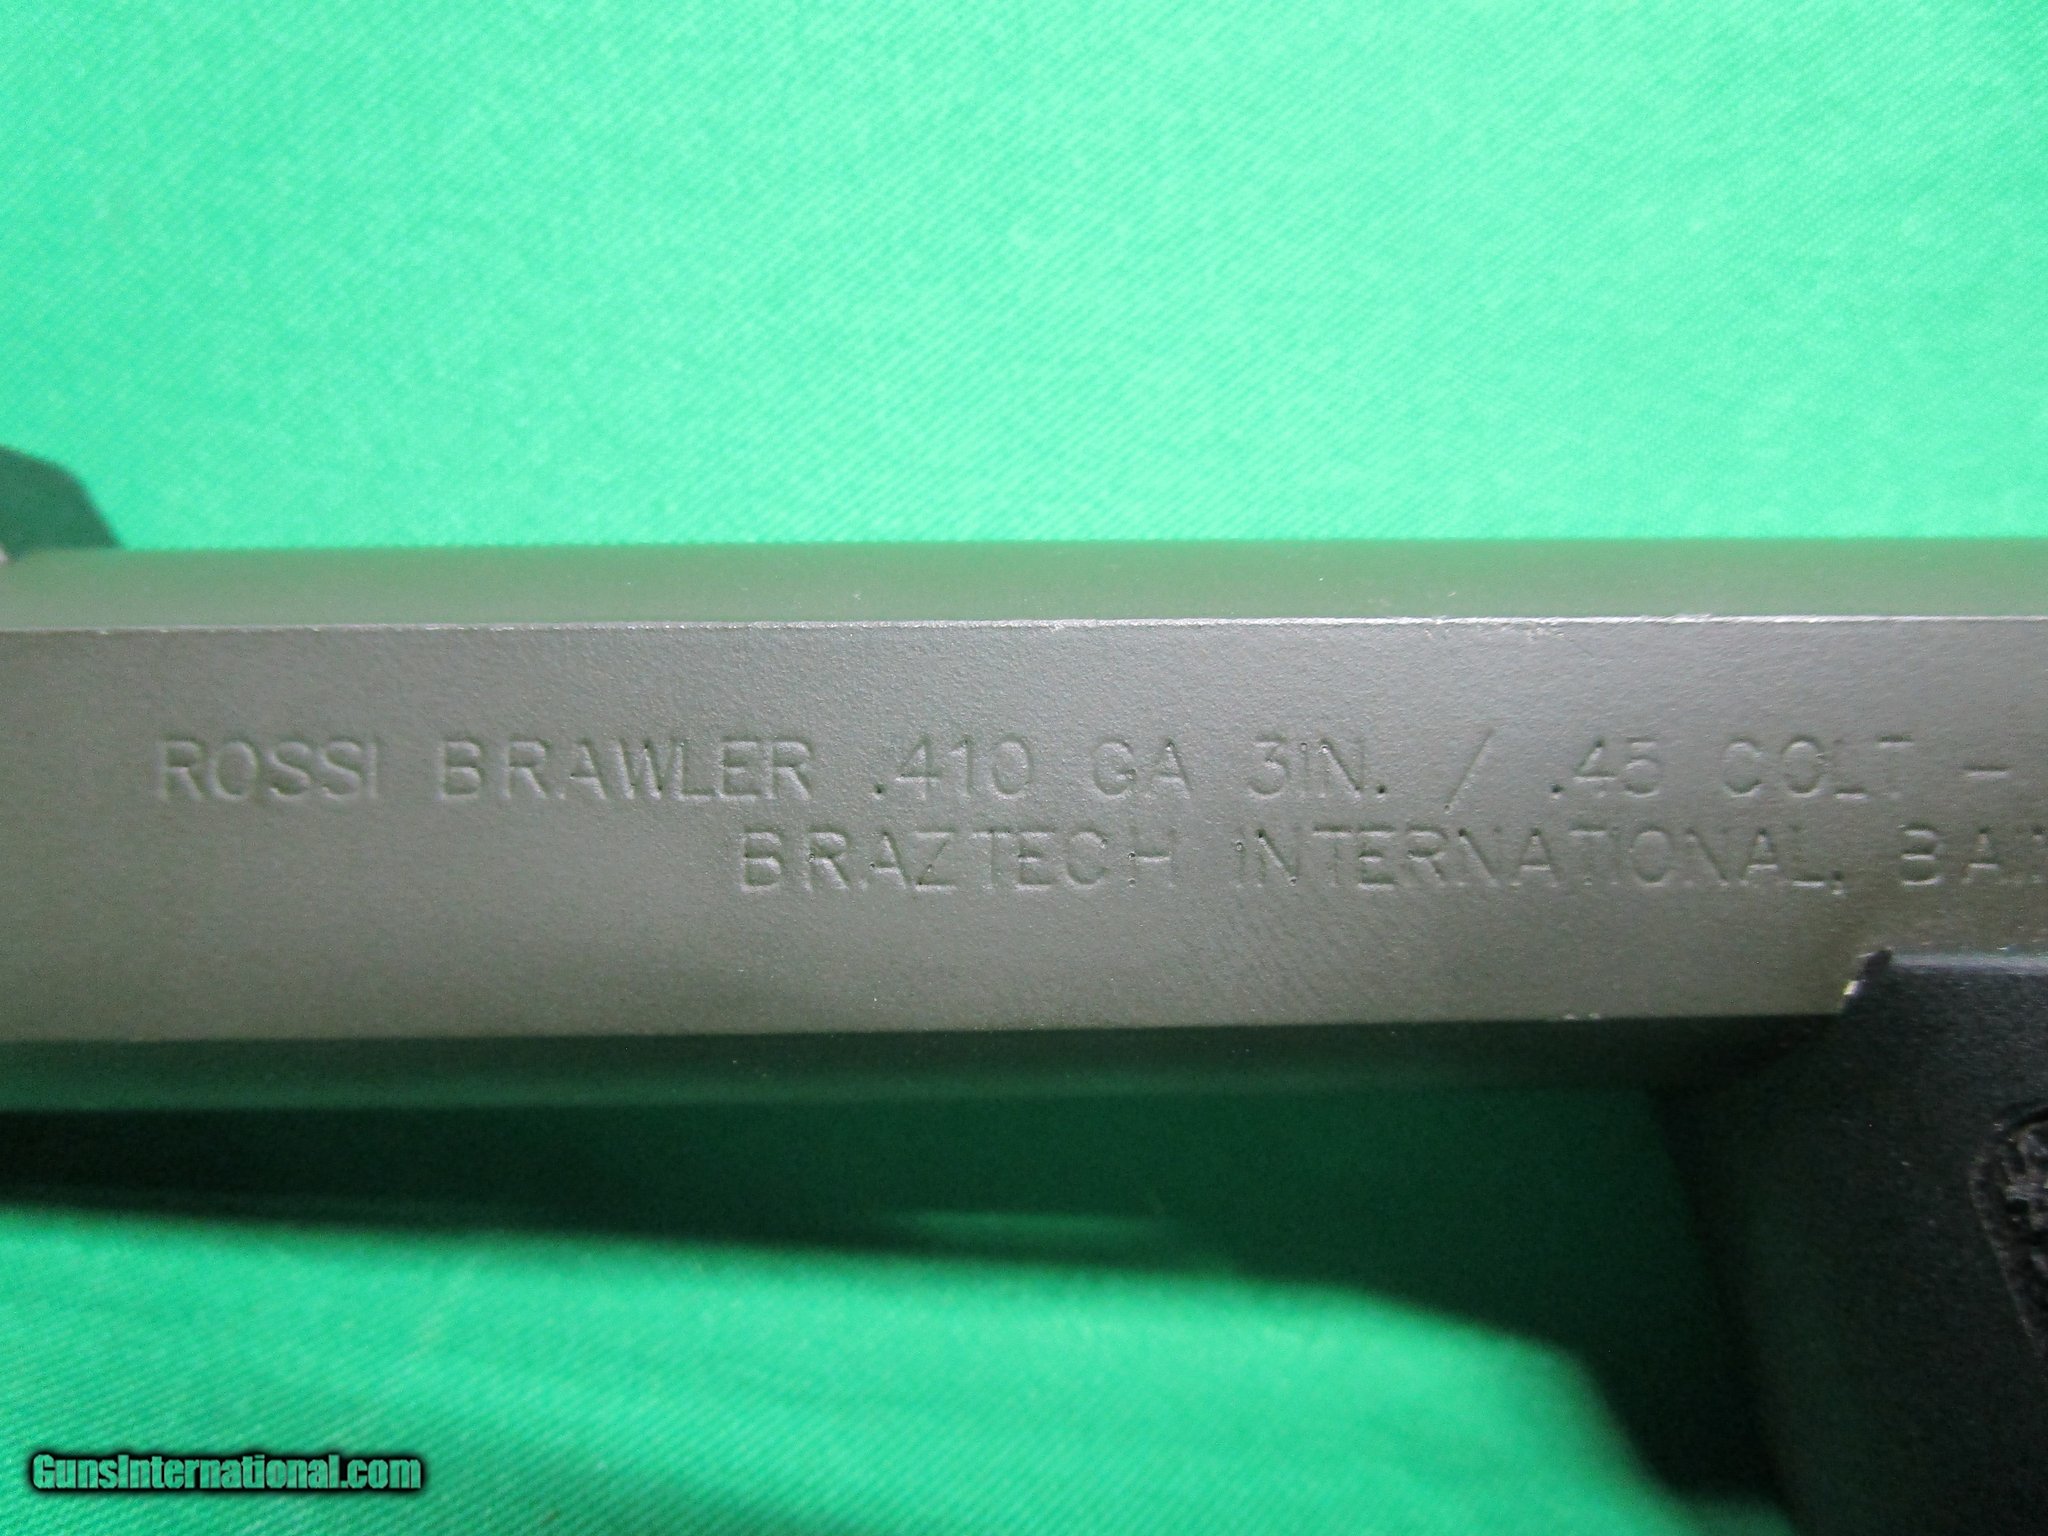 ROSSI BRAWLER .410 GA 3IN. / .45 COLT -
BRAZTECH INTERNATIONAL,
GunsInternational.com